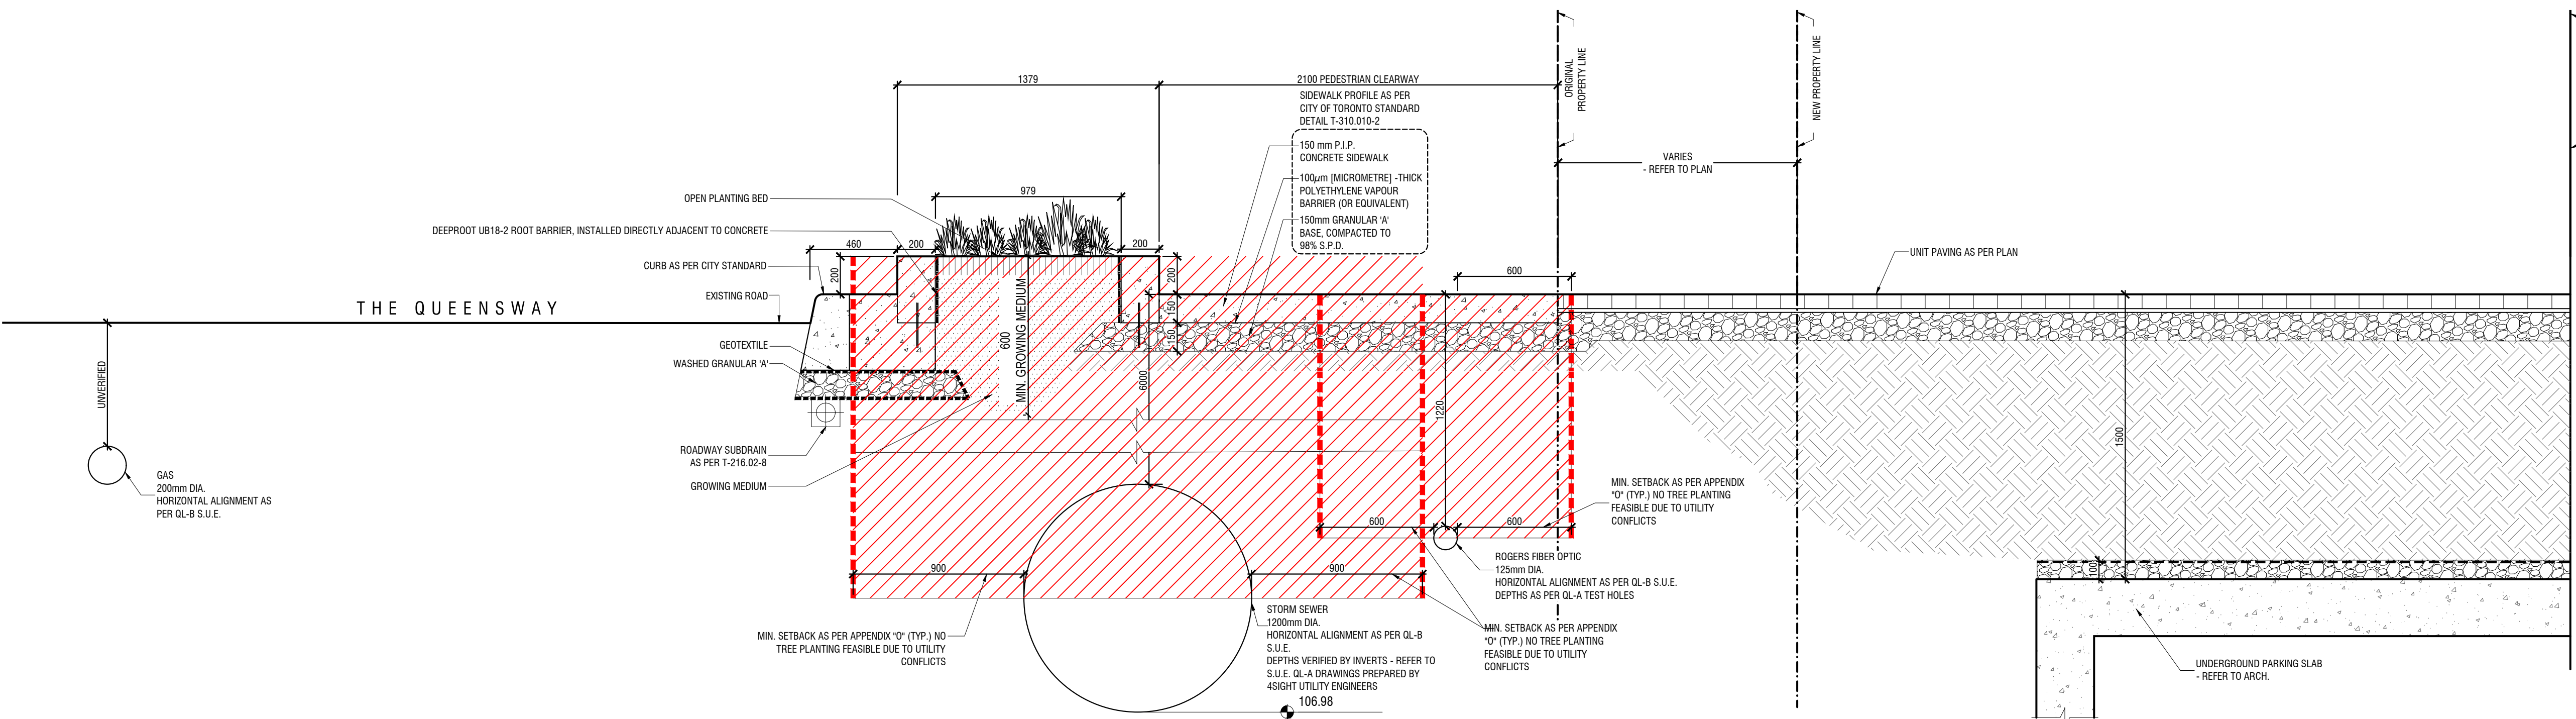 1379
2100 PEDESTRIAN CLEARWAY
SIDEWALK PROFILE AS PER
CITY OF TORONTO STANDARD
DETAIL T-310.010-2
150 mm P.I.P.
CONCRETE SIDEWALK
100µm [MICROMETRE] -THICK
POLYETHYLENE VAPOUR
BARRIER (OR EQUIVALENT)
150mm GRANULAR 'A'
BASE, COMPACTED TO
98% S.P.D.
ORIGINAL
PROPERTY LINE
NEW PROPERTY LINE
VARIES
- REFER TO PLAN
OPEN PLANTING BED
979
DEEPROOT UB18-2 ROOT BARRIER, INSTALLED DIRECTLY ADJACENT TO CONCRETE
460
200
200
CURB AS PER CITY STANDARD
200
200
600
UNIT PAVING AS PER PLAN
EXISTING ROAD
THE QUEENSWAY
150
150
600
MIN. GROWING MEDIUM
6000
1220
1500
GEOTEXTILE
WASHED GRANULAR 'A'
UNVERIFIED
ROADWAY SUBDRAIN
AS PER T-216.02-8
GROWING MEDIUM
GAS
200mm DIA.
HORIZONTAL ALIGNMENT AS
PER QL-B S.U.E.
MIN. SETBACK AS PER APPENDIX
"O" (TYP.) NO TREE PLANTING
FEASIBLE DUE TO UTILITY
CONFLICTS
600
600
ROGERS FIBER OPTIC
125mm DIA.
HORIZONTAL ALIGNMENT AS PER QL-B S.U.E.
DEPTHS AS PER QL-A TEST HOLES
900
900
100
STORM SEWER
1200mm DIA.
HORIZONTAL ALIGNMENT AS PER QL-B
S.U.E.
DEPTHS VERIFIED BY INVERTS - REFER TO
S.U.E. QL-A DRAWINGS PREPARED BY
4SIGHT UTILITY ENGINEERS
MIN. SETBACK AS PER APPENDIX "O" (TYP.) NO
TREE PLANTING FEASIBLE DUE TO UTILITY
CONFLICTS
MIN. SETBACK AS PER APPENDIX
"O" (TYP.) NO TREE PLANTING
FEASIBLE DUE TO UTILITY
CONFLICTS
UNDERGROUND PARKING SLAB
- REFER TO ARCH.
106.98